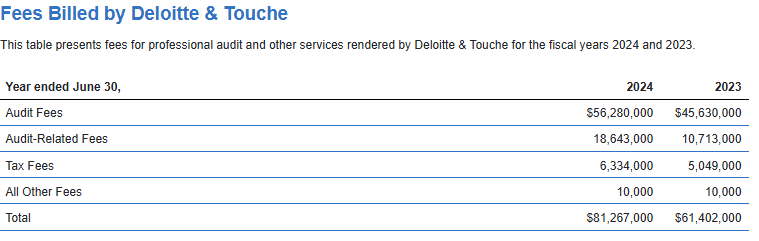 Fees Billed by Deloitte & Touche
This table presents fees for professional audit and other services rendered by Deloitte & Touche for the fiscal years 2024 and 2023.
Year ended June 30, 2024 2023
Audit Fees $56,280,000 $45,630,000
Audit-Related Fees 18,643,000 10,713,000
Tax Fees 6,334,000 5,049,000
All Other Fees 10,000 10,000
Total $81,267,000 $61,402,000